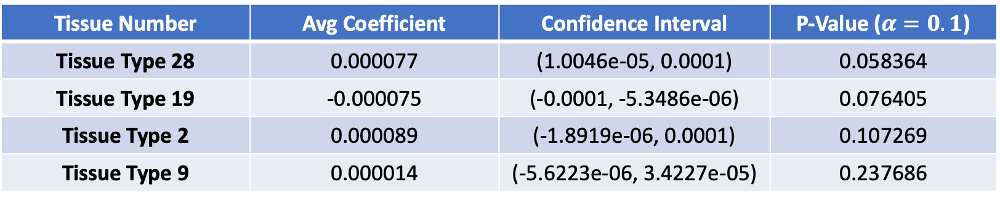 Tissue Number Avg Coefficient Confidence Interval P-Value (𝜶 = 𝟎. 𝟏)
Tissue Type 28 0.000077 (1.0046e-05, 0.0001) 0.058364
Tissue Type 19 -0.000075 (-0.0001, -5.3486e-06) 0.076405
Tissue Type 2 0.000089 (-1.8919e-06, 0.0001) 0.107269
Tissue Type 9 0.000014 (-5.6223e-06, 3.4227e-05) 0.237686